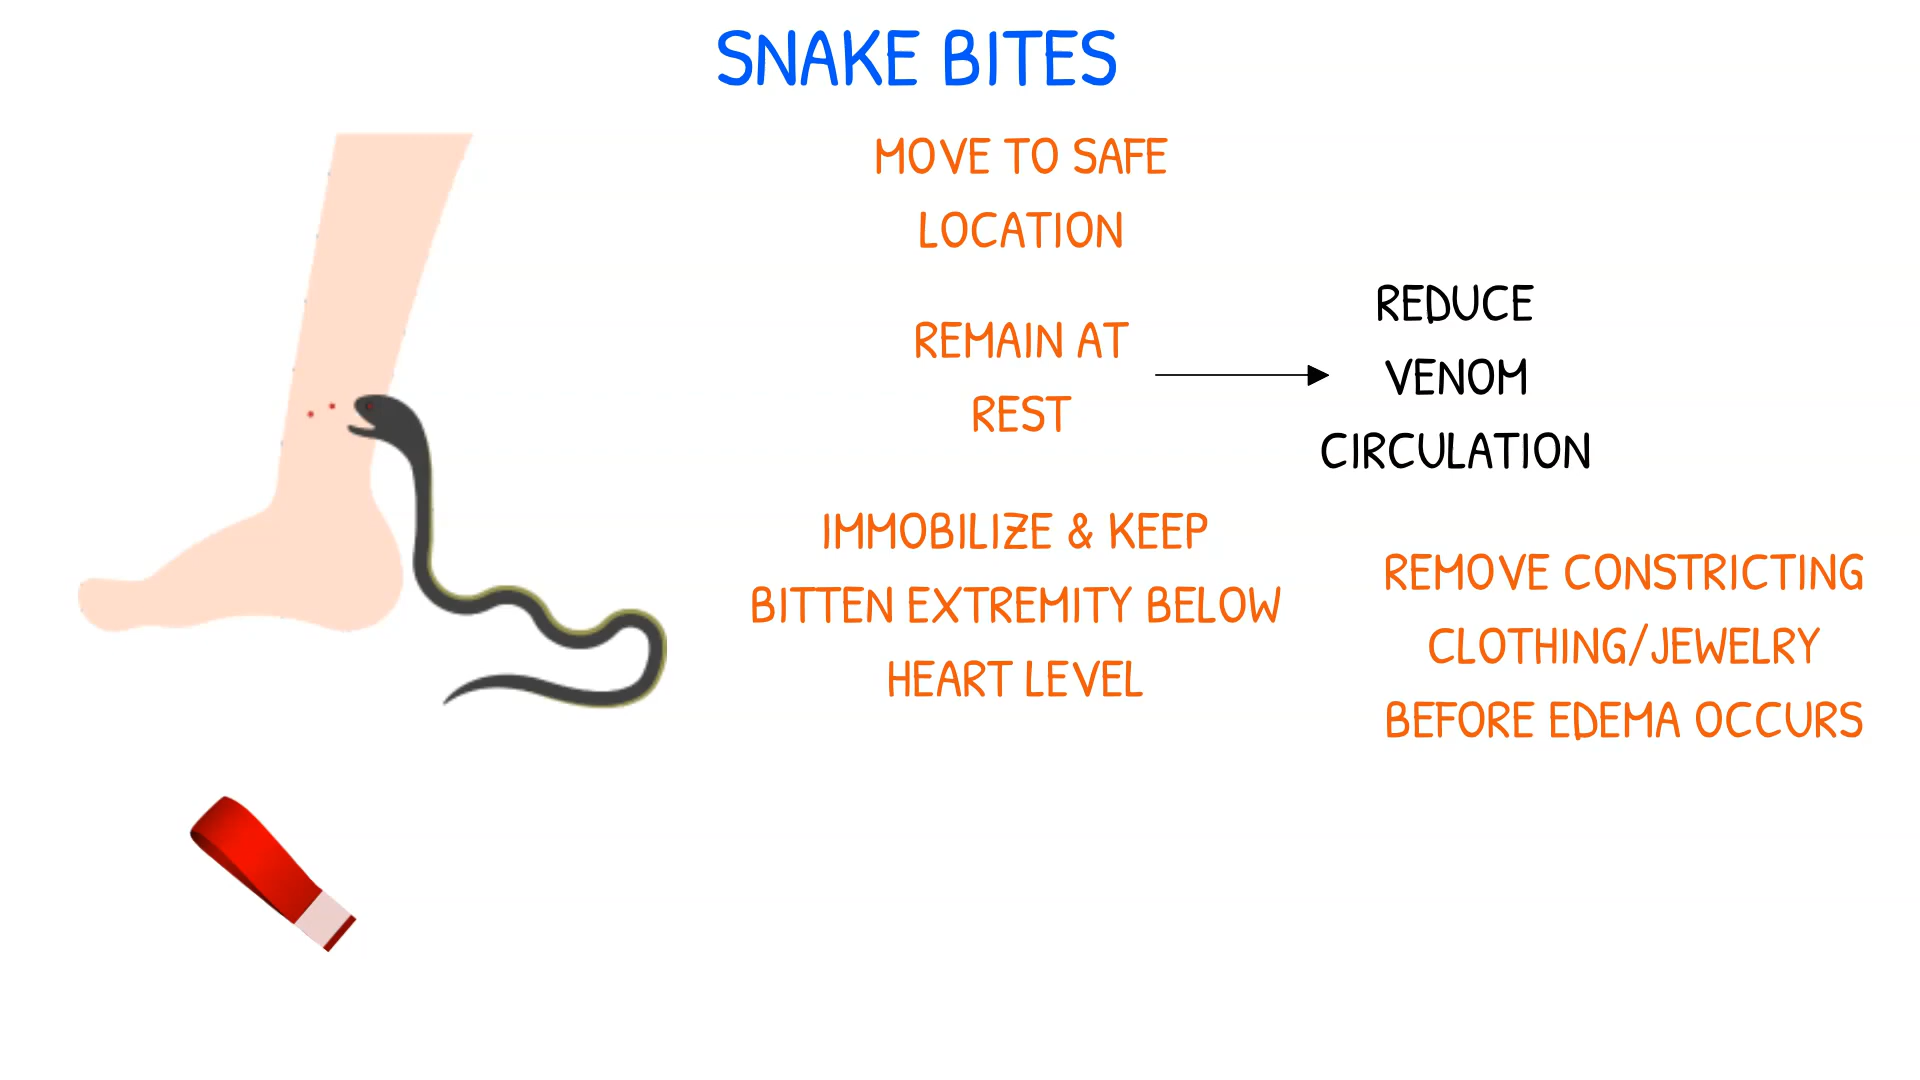 SNAKE BITES
MOVE TO SAFE
LOCATION
REMAIN AT
REST
REDUCE
VENOM
CIRCULATION
IMMOBILIZE & KEEP
BITTEN EXTREMITY BELOW
HEART LEVEL
REMOVE CONSTRICTING
CLOTHING/JEWELRY
BEFORE EDEMA OCCURS